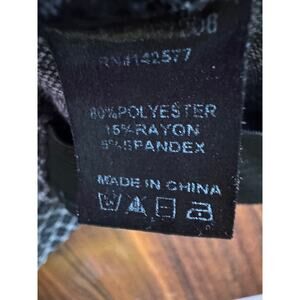 RN#142577
80%POLYESTER
15%RAYON
5%SPANDEX
MADE IN CHINA